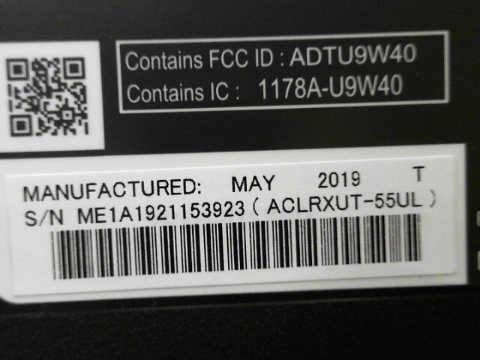 Contains FCC ID : ADTU9W40
Contains IC : 1178A-U9W40
MANUFACTURED: MAY 2019 T
S/N ME1A1921153923 ( ACLRXUT-55UL )